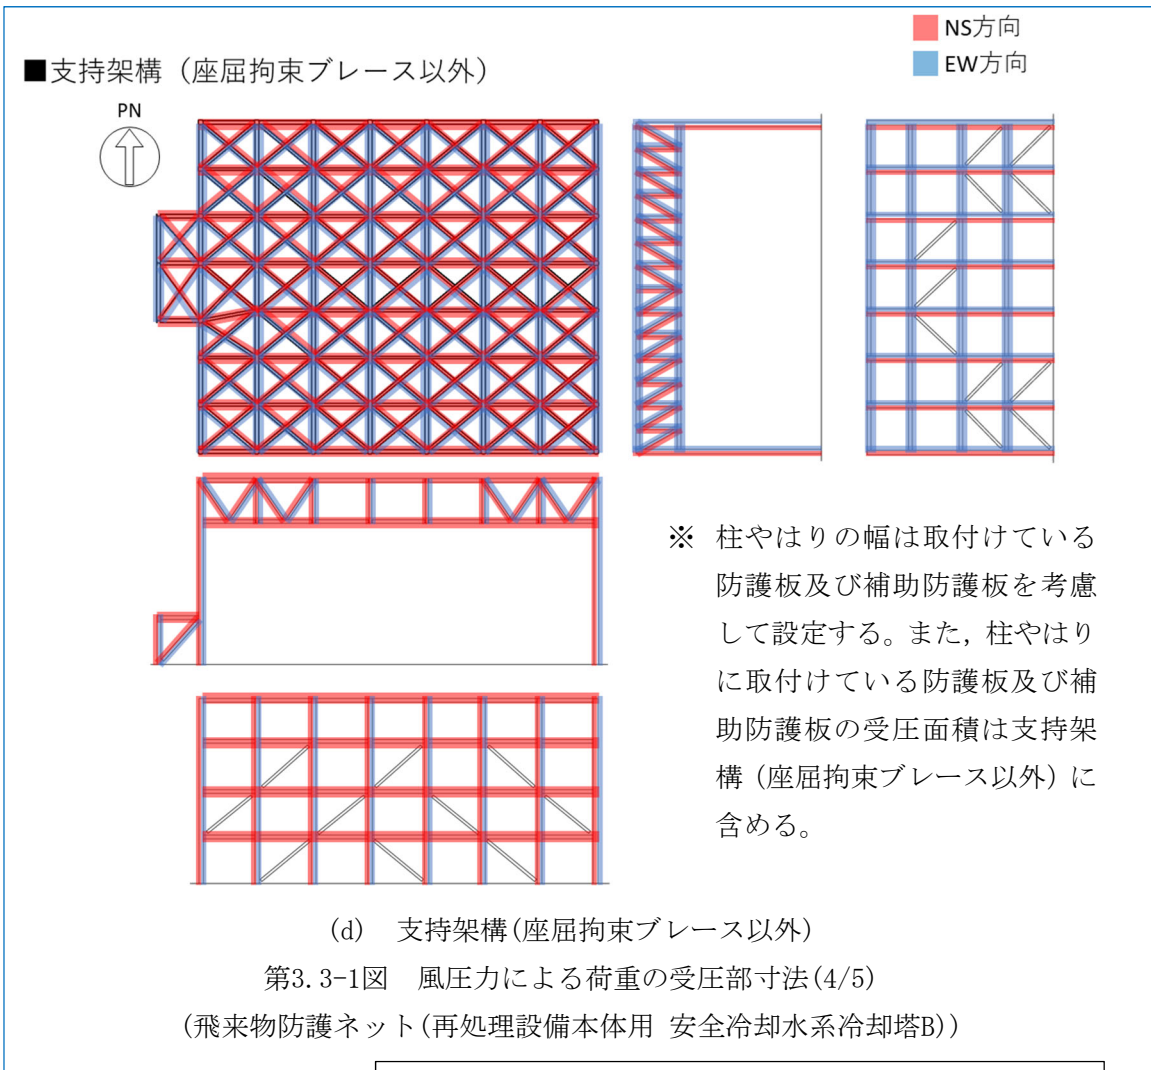 NS方向
EW方向
■支持架構（座屈拘束ブレース以外）
PN
※ 柱やはりの幅は取付けている
防護板及び補助防護板を考慮
して設定する。また，柱やはり
に取付けている防護板及び補
助防護板の受圧面積は支持架
構（座屈拘束ブレース以外）に
含める。
(d) 支持架構(座屈拘束ブレース以外)
第3.3-1図 風圧力による荷重の受圧部寸法(4/5)
(飛来物防護ネット(再処理設備本体用 安全冷却水系冷却塔B))